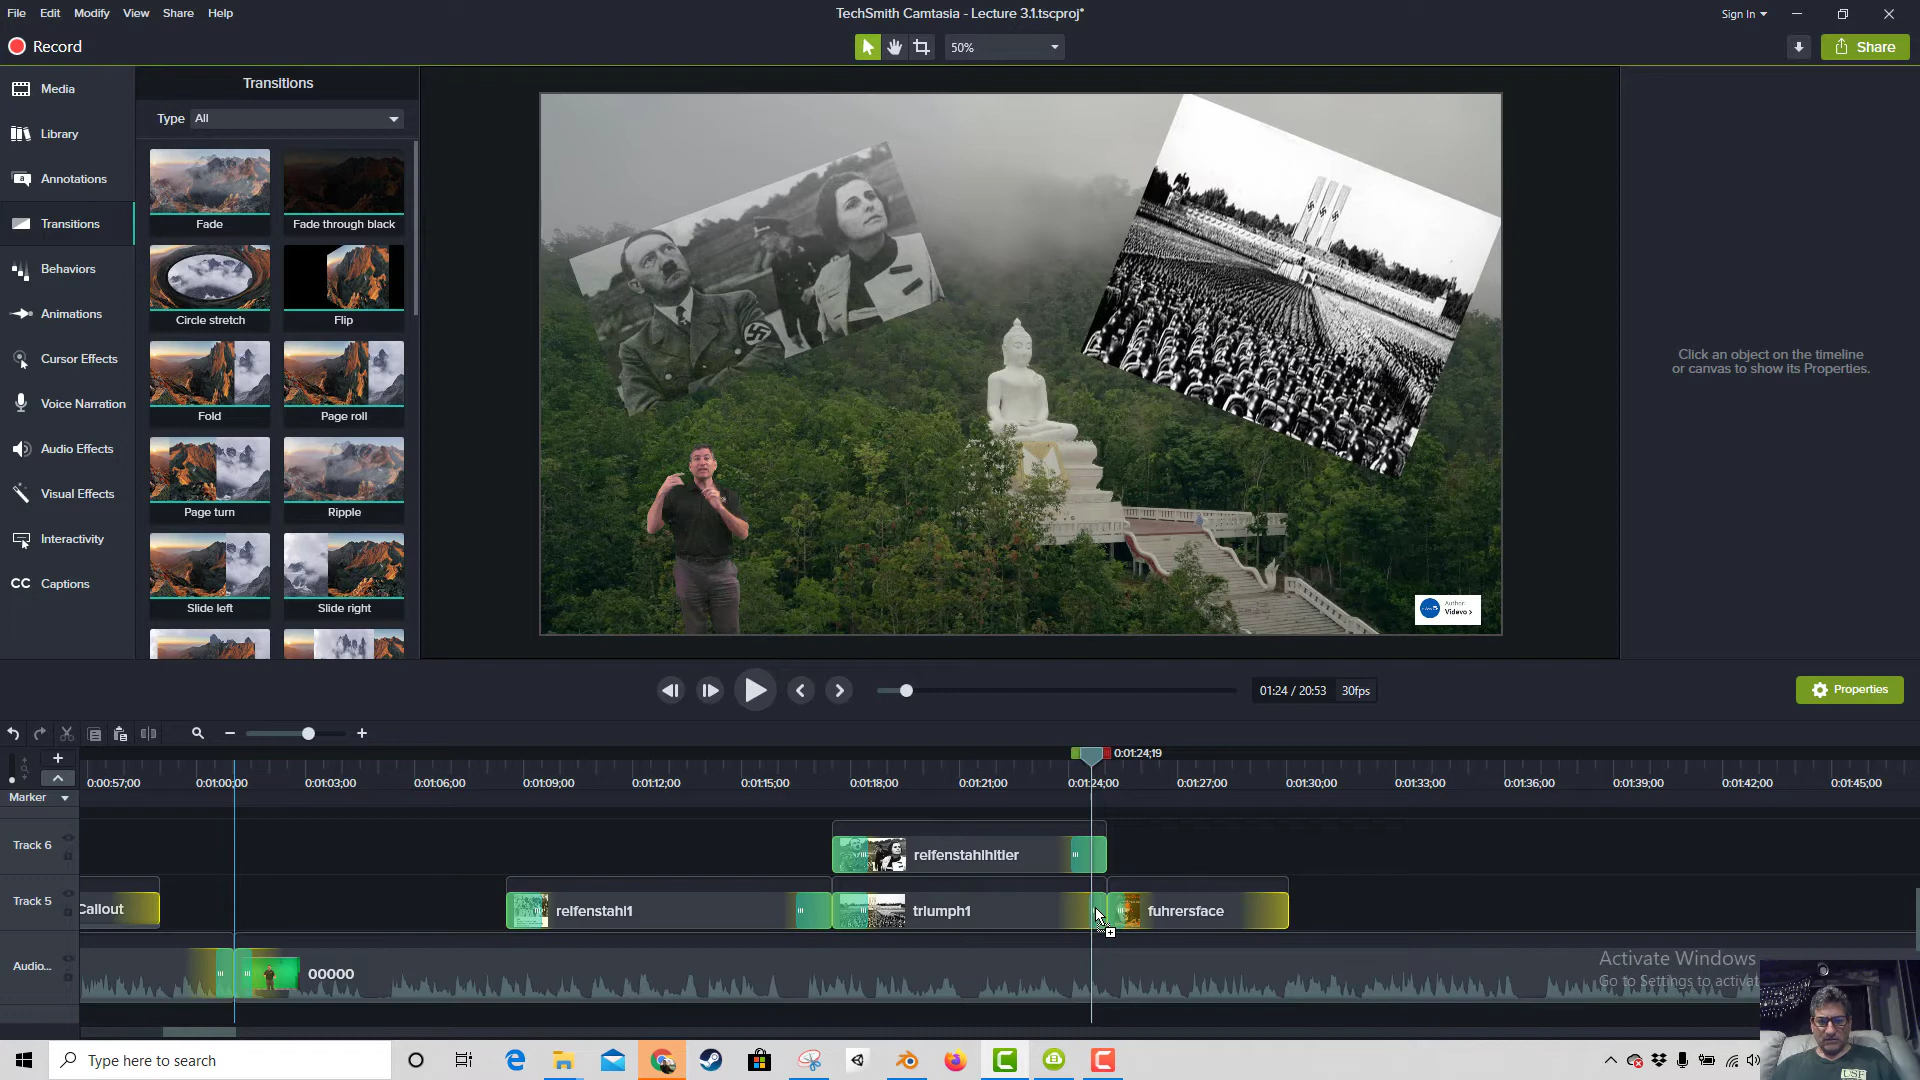 File Edit Modify View Share Help
TechSmith Camtasia - Lecture 3.1.tscproj*
Sign In
Record
50%
Share
Media
Library
Annotations
Transitions
Behaviors
Animations
Cursor Effects
Voice Narration
Audio Effects
Visual Effects
Interactivity
CC Captions
Transitions
Type All
Fade Fade through black
Circle stretch Flip
Fold Page roll
Page turn Ripple
Slide left Slide right
Author:
Videvo >
Click an object on the timeline
or canvas to show its Properties.
01:24 / 20:53 30fps
Properties
0:01:24;19
0:00:57;00 0:01:00;00 0:01:03;00 0:01:06;00 0:01:09;00 0:01:12;00 0:01:15;00 0:01:18;00 0:01:21;00 0:01:24;00 0:01:27;00 0:01:30;00 0:01:33;00 0:01:36;00 0:01:39;00 0:01:42;00 0:01:45;00
Marker
Track 6 reifenstahlhitler
Track 5 Callout reifenstahl1 triumph1 fuhrersface
Audio... 00000
Activate Windows
Go to Settings to activat
Type here to search
USF